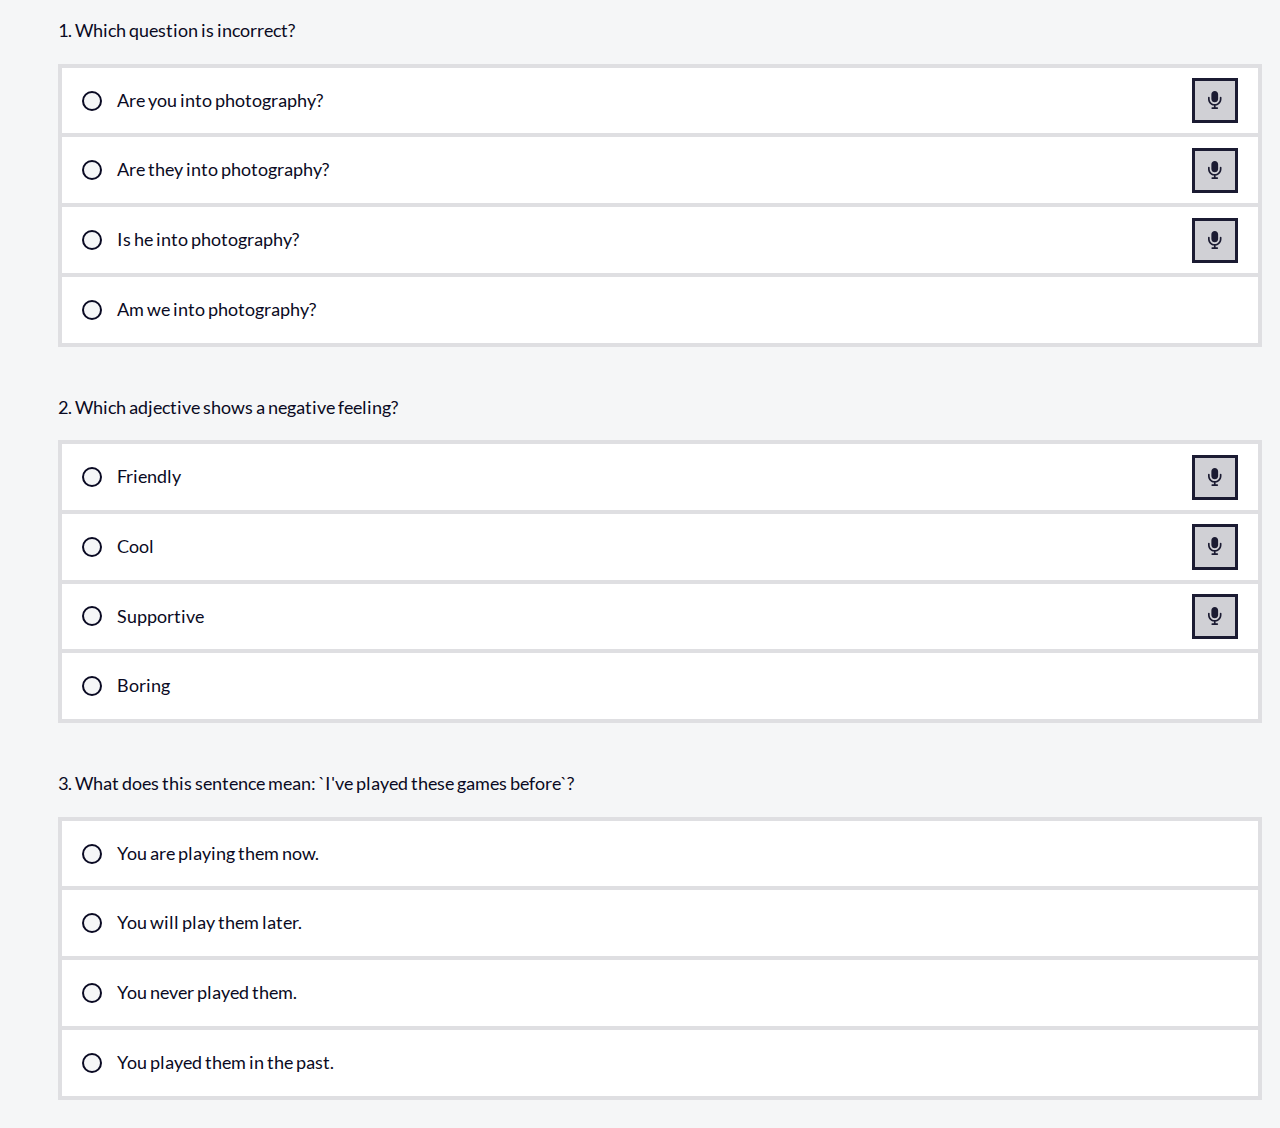 1. Which question is incorrect?
Are you into photography?
Are they into photography?
Is he into photography?
Am we into photography?
2. Which adjective shows a negative feeling?
Friendly
Cool
Supportive
Boring
3. What does this sentence mean: `I've played these games before`?
You are playing them now.
You will play them later.
You never played them.
You played them in the past.